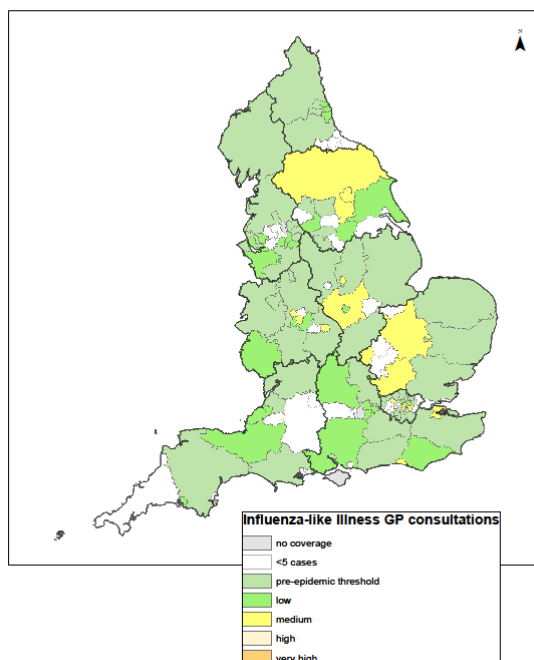 N
Influenza-like Illness GP consultations
no coverage
<5 cases
pre-epidemic threshold
low
medium
high
very high